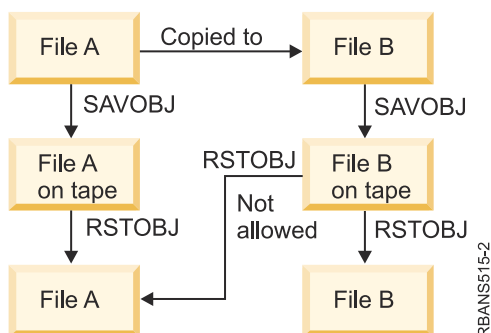 File A
Copied to
File B
SAVOBJ
SAVOBJ
File A
on tape
RSTOBJ
File B
on tape
RSTOBJ
Not
allowed
RSTOBJ
File A
File B
RBANS515-2